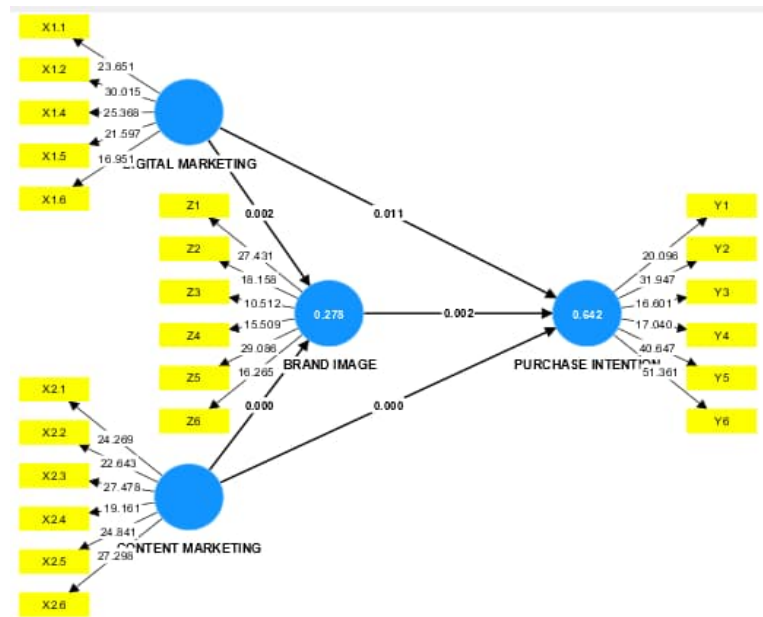 X1.1
X1.2
X1.4
X1.5
X1.6
23.651
30.015
25.368
21.597
16.951
DIGITAL MARKETING
0.002
0.011
Z1
Z2
Z3
Z4
Z5
Z6
27.431
18.158
10.512
15.509
29.086
16.265
0.278
BRAND IMAGE
0.002
0.642
PURCHASE INTENTION
Y1
Y2
Y3
Y4
Y5
Y6
20.096
31.947
16.601
17.040
40.647
51.361
0.000
0.000
X2.1
X2.2
X2.3
X2.4
X2.5
X2.6
24.269
22.643
27.478
19.161
24.841
27.298
CONTENT MARKETING